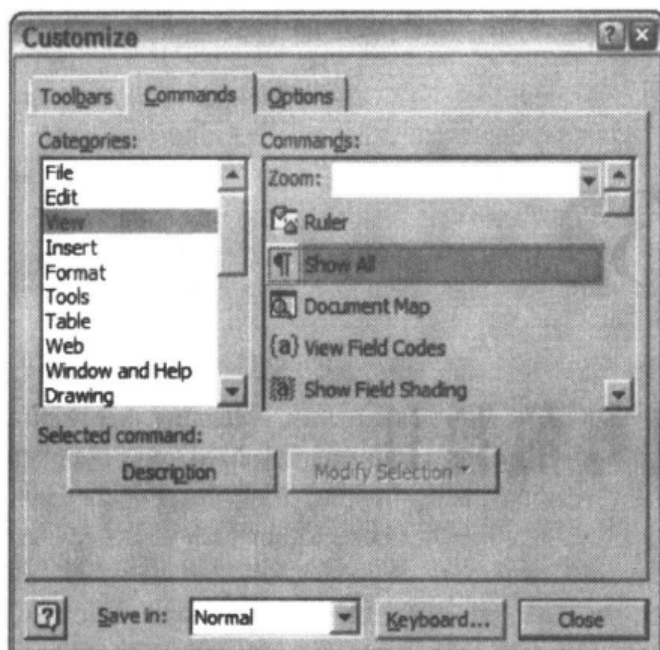 Customize
Toolbars Commands Options
Categories:
File
Edit
View
Insert
Format
Tools
Table
Web
Window and Help
Drawing
Commands:
Zoom:
Ruler
¶ Show All
Document Map
{a} View Field Codes
a Show Field Shading
Selected command:
Description Modify Selection
? Save in: Normal Keyboard... Close